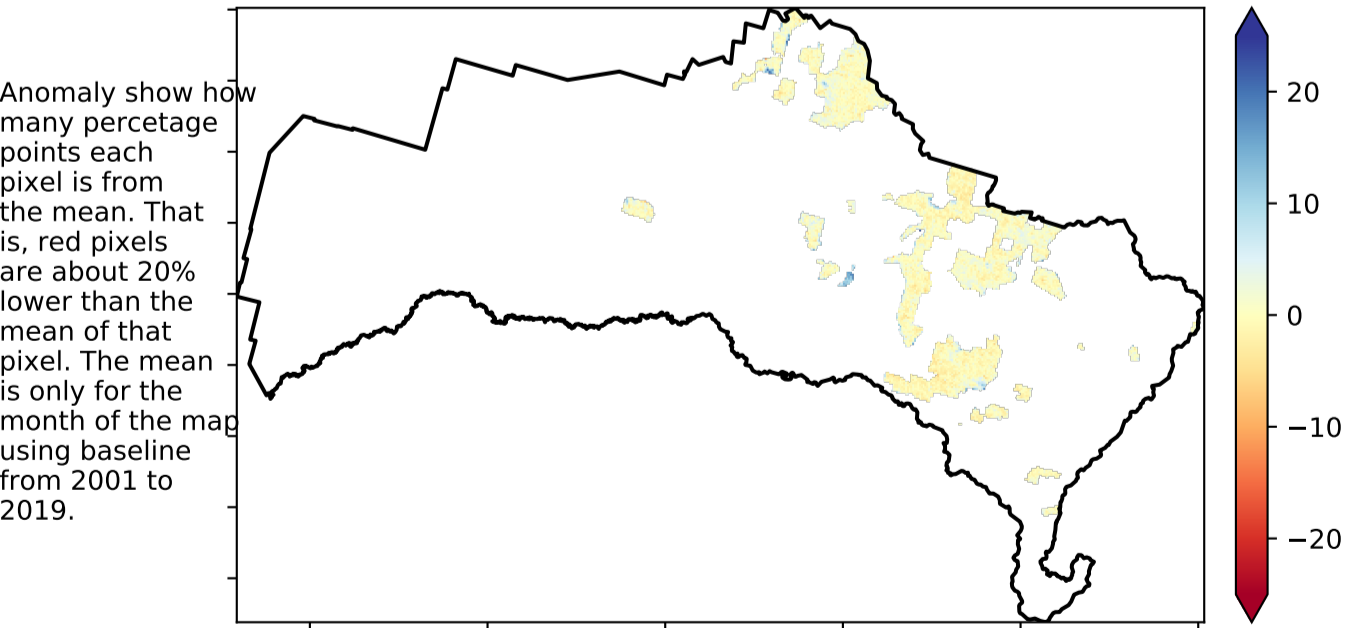 Anomaly show how
many percetage
points each
pixel is from
the mean. That
is, red pixels
are about 20%
lower than the
mean of that
pixel. The mean
is only for the
month of the map
using baseline
from 2001 to
2019.
20
10
0
−10
−20